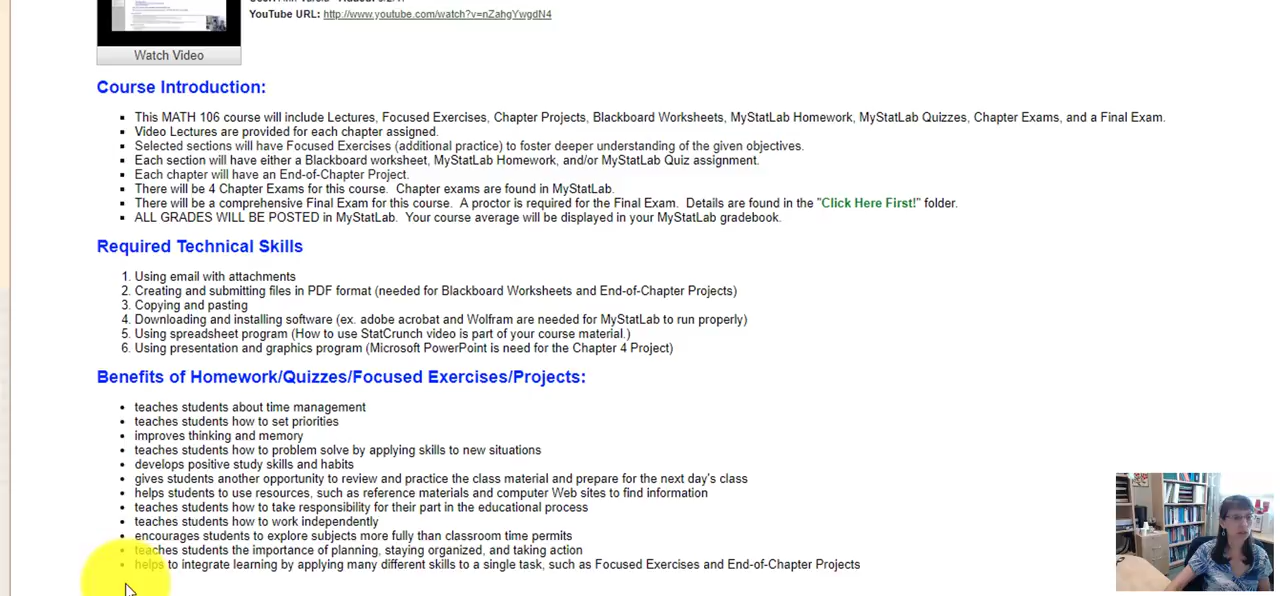 YouTube URL: http://www.youtube.com/watch?v=nZahgYwgdN4
Watch Video
Course Introduction:
This MATH 106 course will include Lectures, Focused Exercises, Chapter Projects, Blackboard Worksheets, MyStatLab Homework, MyStatLab Quizzes, Chapter Exams, and a Final Exam.
Video Lectures are provided for each chapter assigned.
Selected sections will have Focused Exercises (additional practice) to foster deeper understanding of the given objectives.
Each section will have either a Blackboard worksheet, MyStatLab Homework, and/or MyStatLab Quiz assignment.
Each chapter will have an End-of-Chapter Project.
There will be 4 Chapter Exams for this course. Chapter exams are found in MyStatLab.
There will be a comprehensive Final Exam for this course. A proctor is required for the Final Exam. Details are found in the "Click Here First!" folder.
ALL GRADES WILL BE POSTED in MyStatLab. Your course average will be displayed in your MyStatLab gradebook.
Required Technical Skills
1. Using email with attachments
2. Creating and submitting files in PDF format (needed for Blackboard Worksheets and End-of-Chapter Projects)
3. Copying and pasting
4. Downloading and installing software (ex. adobe acrobat and Wolfram are needed for MyStatLab to run properly)
5. Using spreadsheet program (How to use StatCrunch video is part of your course material.)
6. Using presentation and graphics program (Microsoft PowerPoint is need for the Chapter 4 Project)
Benefits of Homework/Quizzes/Focused Exercises/Projects:
teaches students about time management
teaches students how to set priorities
improves thinking and memory
teaches students how to problem solve by applying skills to new situations
develops positive study skills and habits
gives students another opportunity to review and practice the class material and prepare for the next day's class
helps students to use resources, such as reference materials and computer Web sites to find information
teaches students how to take responsibility for their part in the educational process
teaches students how to work independently
encourages students to explore subjects more fully than classroom time permits
teaches students the importance of planning, staying organized, and taking action
helps to integrate learning by applying many different skills to a single task, such as Focused Exercises and End-of-Chapter Projects